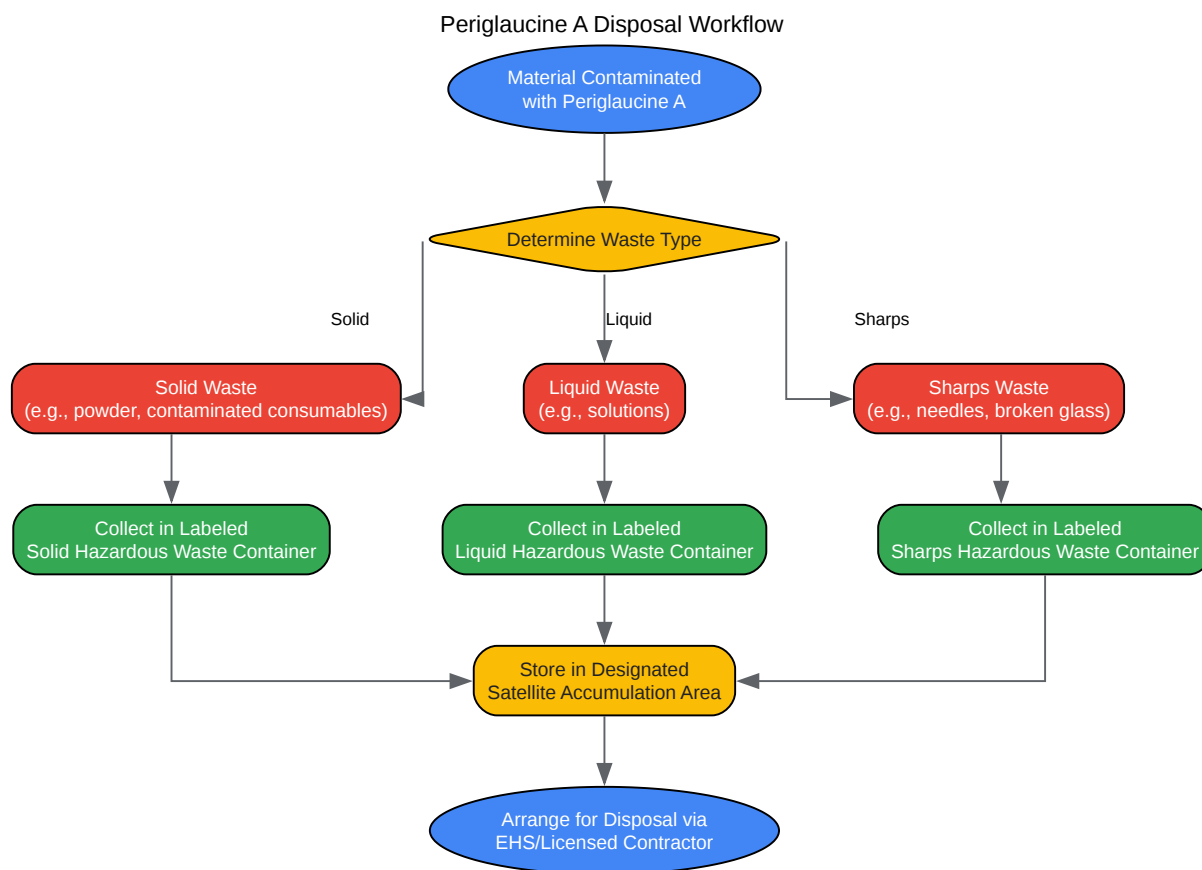 Periglaucine A Disposal Workflow
Material Contaminated
with Periglaucine A
Determine Waste Type
Solid
Liquid
Sharps
Solid Waste
(e.g., powder, contaminated consumables)
Liquid Waste
(e.g., solutions)
Sharps Waste
(e.g., needles, broken glass)
Collect in Labeled
Solid Hazardous Waste Container
Collect in Labeled
Liquid Hazardous Waste Container
Collect in Labeled
Sharps Hazardous Waste Container
Store in Designated
Satellite Accumulation Area
Arrange for Disposal via
EHS/Licensed Contractor